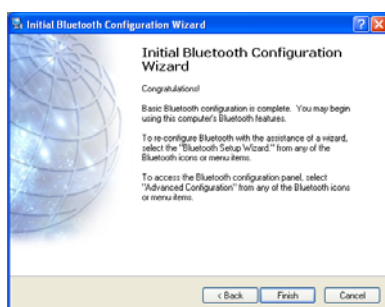 Initial Bluetooth Configuration Wizard
Initial Bluetooth Configuration
Wizard
Congratulations!
Basic Bluetooth configuration is complete. You may begin
using this computer's Bluetooth features.
To re-configure Bluetooth with the assistance of a wizard,
select the "Bluetooth Setup Wizard." from any of the
Bluetooth icons or menu items.
To access the Bluetooth configuration panel, select
"Advanced Configuration" from any of the Bluetooth icons
or menu items.
< Back Finish Cancel